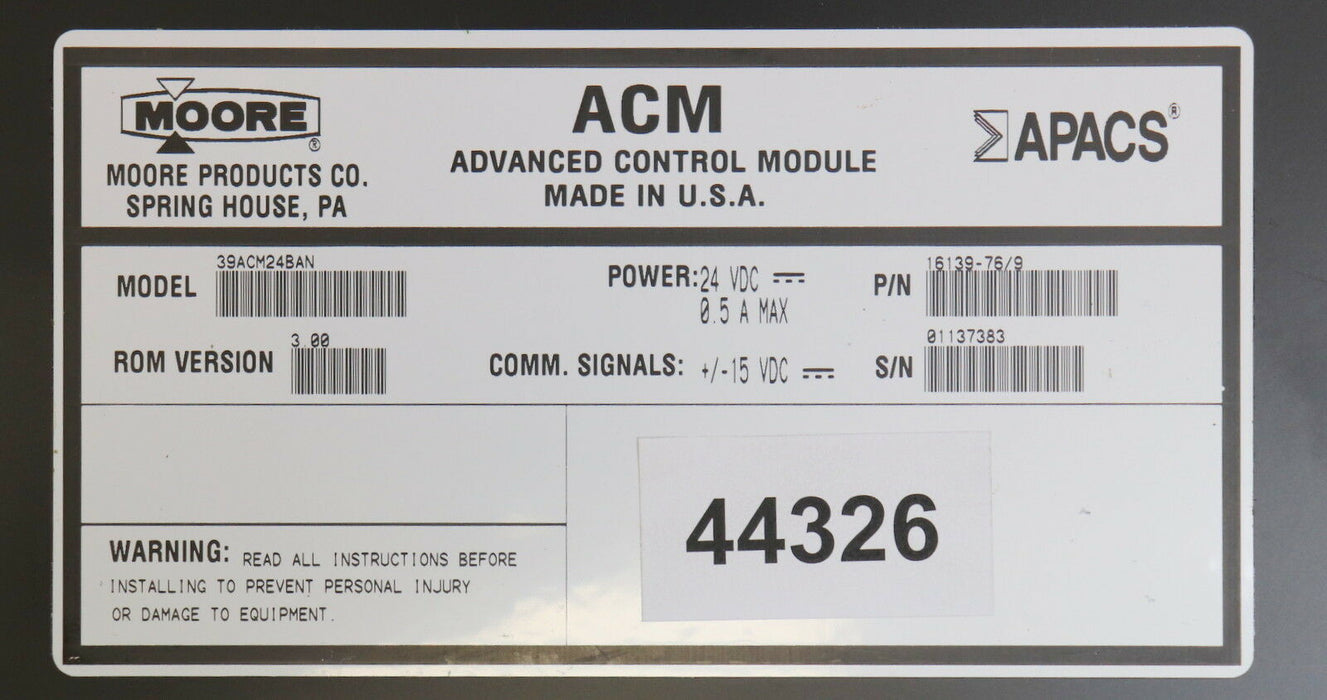 MOORE®
MOORE PRODUCTS CO.
SPRING HOUSE, PA
ACM
ADVANCED CONTROL MODULE
MADE IN U.S.A.
APACS®
MODEL 39ACM24BAN
POWER: 24 VDC
0.5 A MAX
P/N 16139-76/9
ROM VERSION 3.00
COMM. SIGNALS: +/-15 VDC
S/N 01137383
44326
WARNING: READ ALL INSTRUCTIONS BEFORE
INSTALLING TO PREVENT PERSONAL INJURY
OR DAMAGE TO EQUIPMENT.